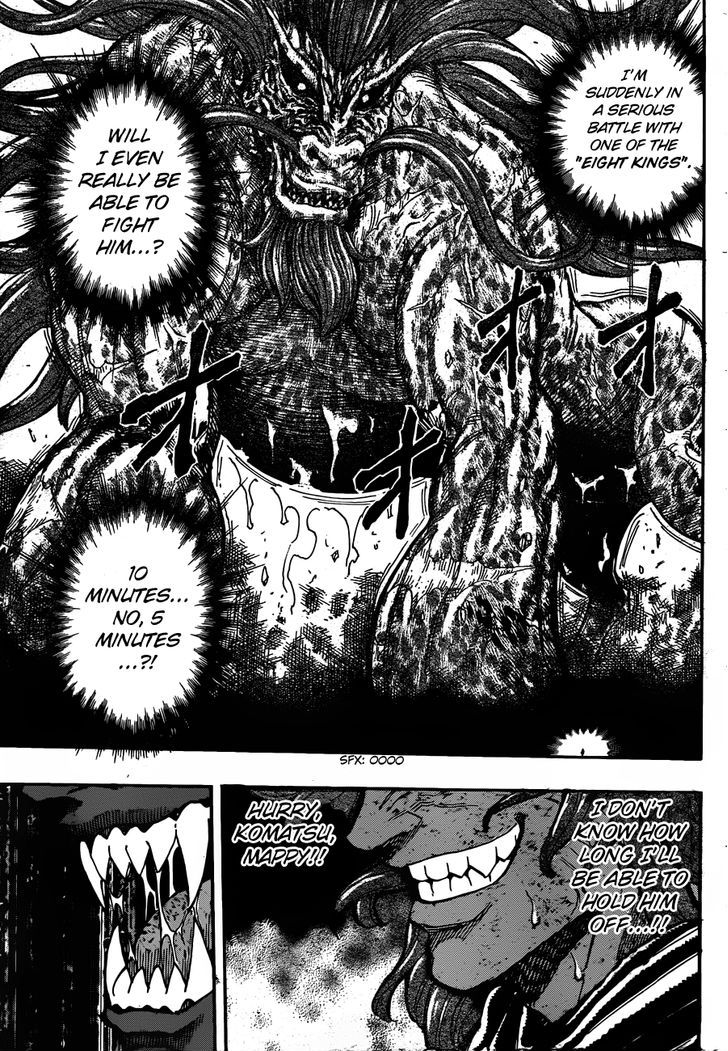 I'M
SUDDENLY IN
A SERIOUS
BATTLE WITH
ONE OF THE
"EIGHT KINGS".
WILL
I EVEN
REALLY BE
ABLE TO
FIGHT
HIM...?
オ
オ
オ
オ
10
MINUTES...
NO, 5
MINUTES
...?!
SFX: OOOO
I DON'T
KNOW HOW
LONG I'LL
BE ABLE TO
HOLD HIM
OFF...!!
HURRY,
KOMATSU,
MAPPY!!